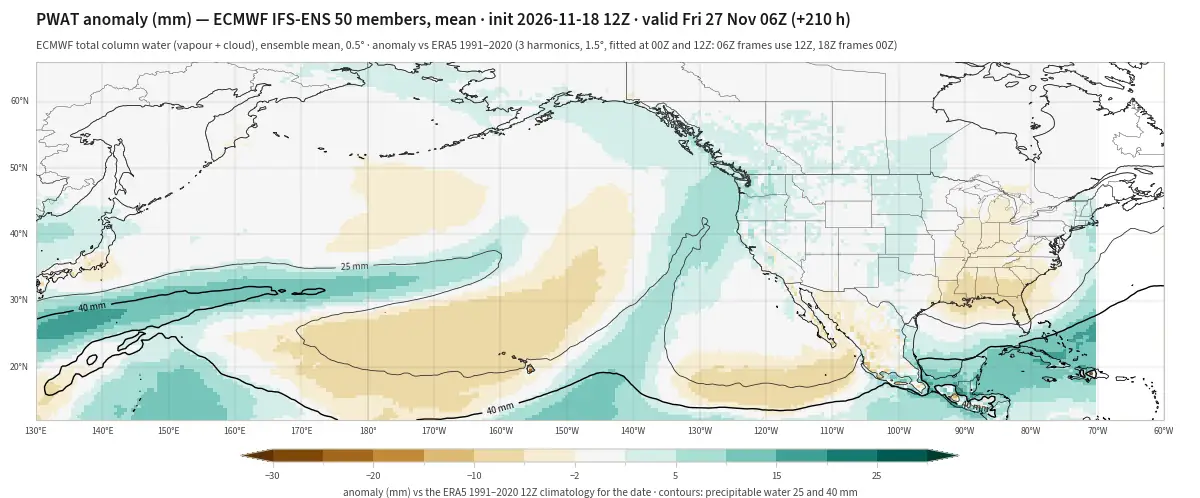 PWAT anomaly (mm) — ECMWF IFS-ENS 50 members, mean · init 2026-11-18 12Z · valid Fri 27 Nov 06Z (+210 h)
ECMWF total column water (vapour + cloud), ensemble mean, 0.5° · anomaly vs ERA5 1991–2020 (3 harmonics, 1.5°, fitted at 00Z and 12Z: 06Z frames use 12Z, 18Z frames 00Z)
60°N
50°N
40°N
30°N
20°N
25 mm
40 mm
40 mm
40 mm
130°E 140°E 150°E 160°E 170°E 180° 170°W 160°W 150°W 140°W 130°W 120°W 110°W 100°W 90°W 80°W 70°W 60°W
−30 −20 −10 −2 5 15 25
anomaly (mm) vs the ERA5 1991–2020 12Z climatology for the date · contours: precipitable water 25 and 40 mm